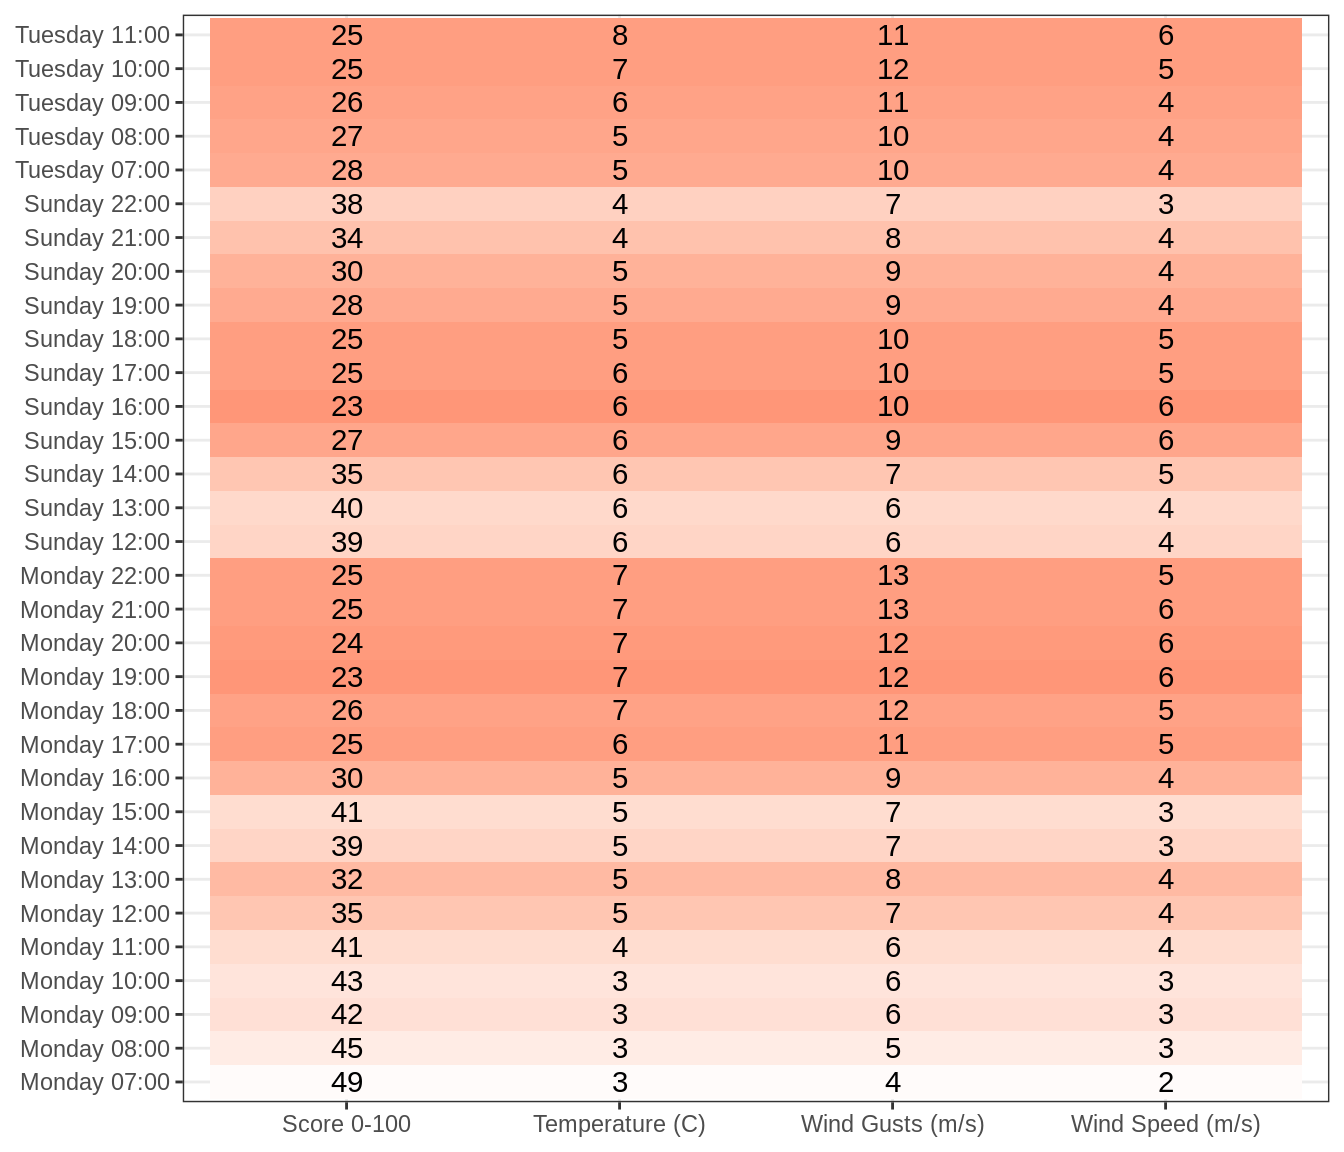 Tuesday 11:00 25 8 11 6
Tuesday 10:00 25 7 12 5
Tuesday 09:00 26 6 11 4
Tuesday 08:00 27 5 10 4
Tuesday 07:00 28 5 10 4
Sunday 22:00 38 4 7 3
Sunday 21:00 34 4 8 4
Sunday 20:00 30 5 9 4
Sunday 19:00 28 5 9 4
Sunday 18:00 25 5 10 5
Sunday 17:00 25 6 10 5
Sunday 16:00 23 6 10 6
Sunday 15:00 27 6 9 6
Sunday 14:00 35 6 7 5
Sunday 13:00 40 6 6 4
Sunday 12:00 39 6 6 4
Monday 22:00 25 7 13 5
Monday 21:00 25 7 13 6
Monday 20:00 24 7 12 6
Monday 19:00 23 7 12 6
Monday 18:00 26 7 12 5
Monday 17:00 25 6 11 5
Monday 16:00 30 5 9 4
Monday 15:00 41 5 7 3
Monday 14:00 39 5 7 3
Monday 13:00 32 5 8 4
Monday 12:00 35 5 7 4
Monday 11:00 41 4 6 4
Monday 10:00 43 3 6 3
Monday 09:00 42 3 6 3
Monday 08:00 45 3 5 3
Monday 07:00 49 3 4 2
Score 0-100 Temperature (C) Wind Gusts (m/s) Wind Speed (m/s)